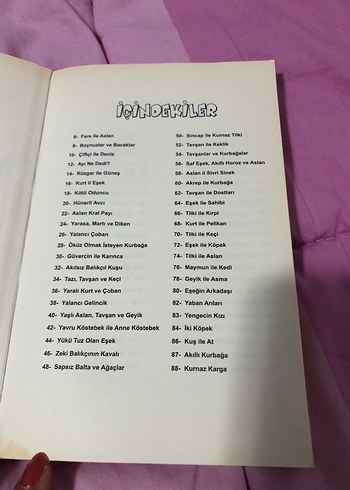 İÇİNDEKİLER
6- Fare ile Aslan
8- Boynuzlar ve Bacaklar
10- Çiftçi ile Deniz
12- Ayı Ne Dedi?
14- Rüzgar ile Güneş
16- Kurt il Eşek
18- Kötü Oduncu
20- Hünerli Avcı
22- Aslan Kral Payı
24- Yarasa, Martı ve Diken
26- Yalancı Çoban
28- Öküz Olmak İsteyen Kurbağa
30- Güvercin ile Karınca
32- Akılsız Balıkçıl Kuşu
34- Tazı, Tavşan ve Keçi
36- Yaralı Kurt ve Çoban
38- Yalancı Gelincik
40- Yaşlı Aslan, Tavşan ve Geyik
42- Yavru Köstebek ile Anne Köstebek
44- Yükü Tuz Olan Eşek
46- Zeki Balıkçının Kavalı
48- Sapsız Balta ve Ağaçlar
50- Sincap ile Kurnaz Tilki
52- Tavşan ile Keklik
54- Tavşanlar ve Kurbağalar
56- Saf Eşek, Akıllı Horoz ve Aslan
58- Aslan il Sivri Sinek
60- Akrep ile Kurbağa
62- Tavşan ile Dostları
64- Eşek ile Sahibi
66- Tilki ile Kirpi
68- Kurt ile Pelikan
70- Tilki ile Keçi
72- Eşek ile Köpek
74- Tilki ile Aslan
76- Maymun ile Kedi
78- Geyik ile Asma
80- Eşeğin Arkadaşı
82- Yaban Arıları
83- Yengecin Kızı
84- İki Köpek
86- Kuş ile At
87- Akıllı Kurbağa
88- Kurnaz Karga